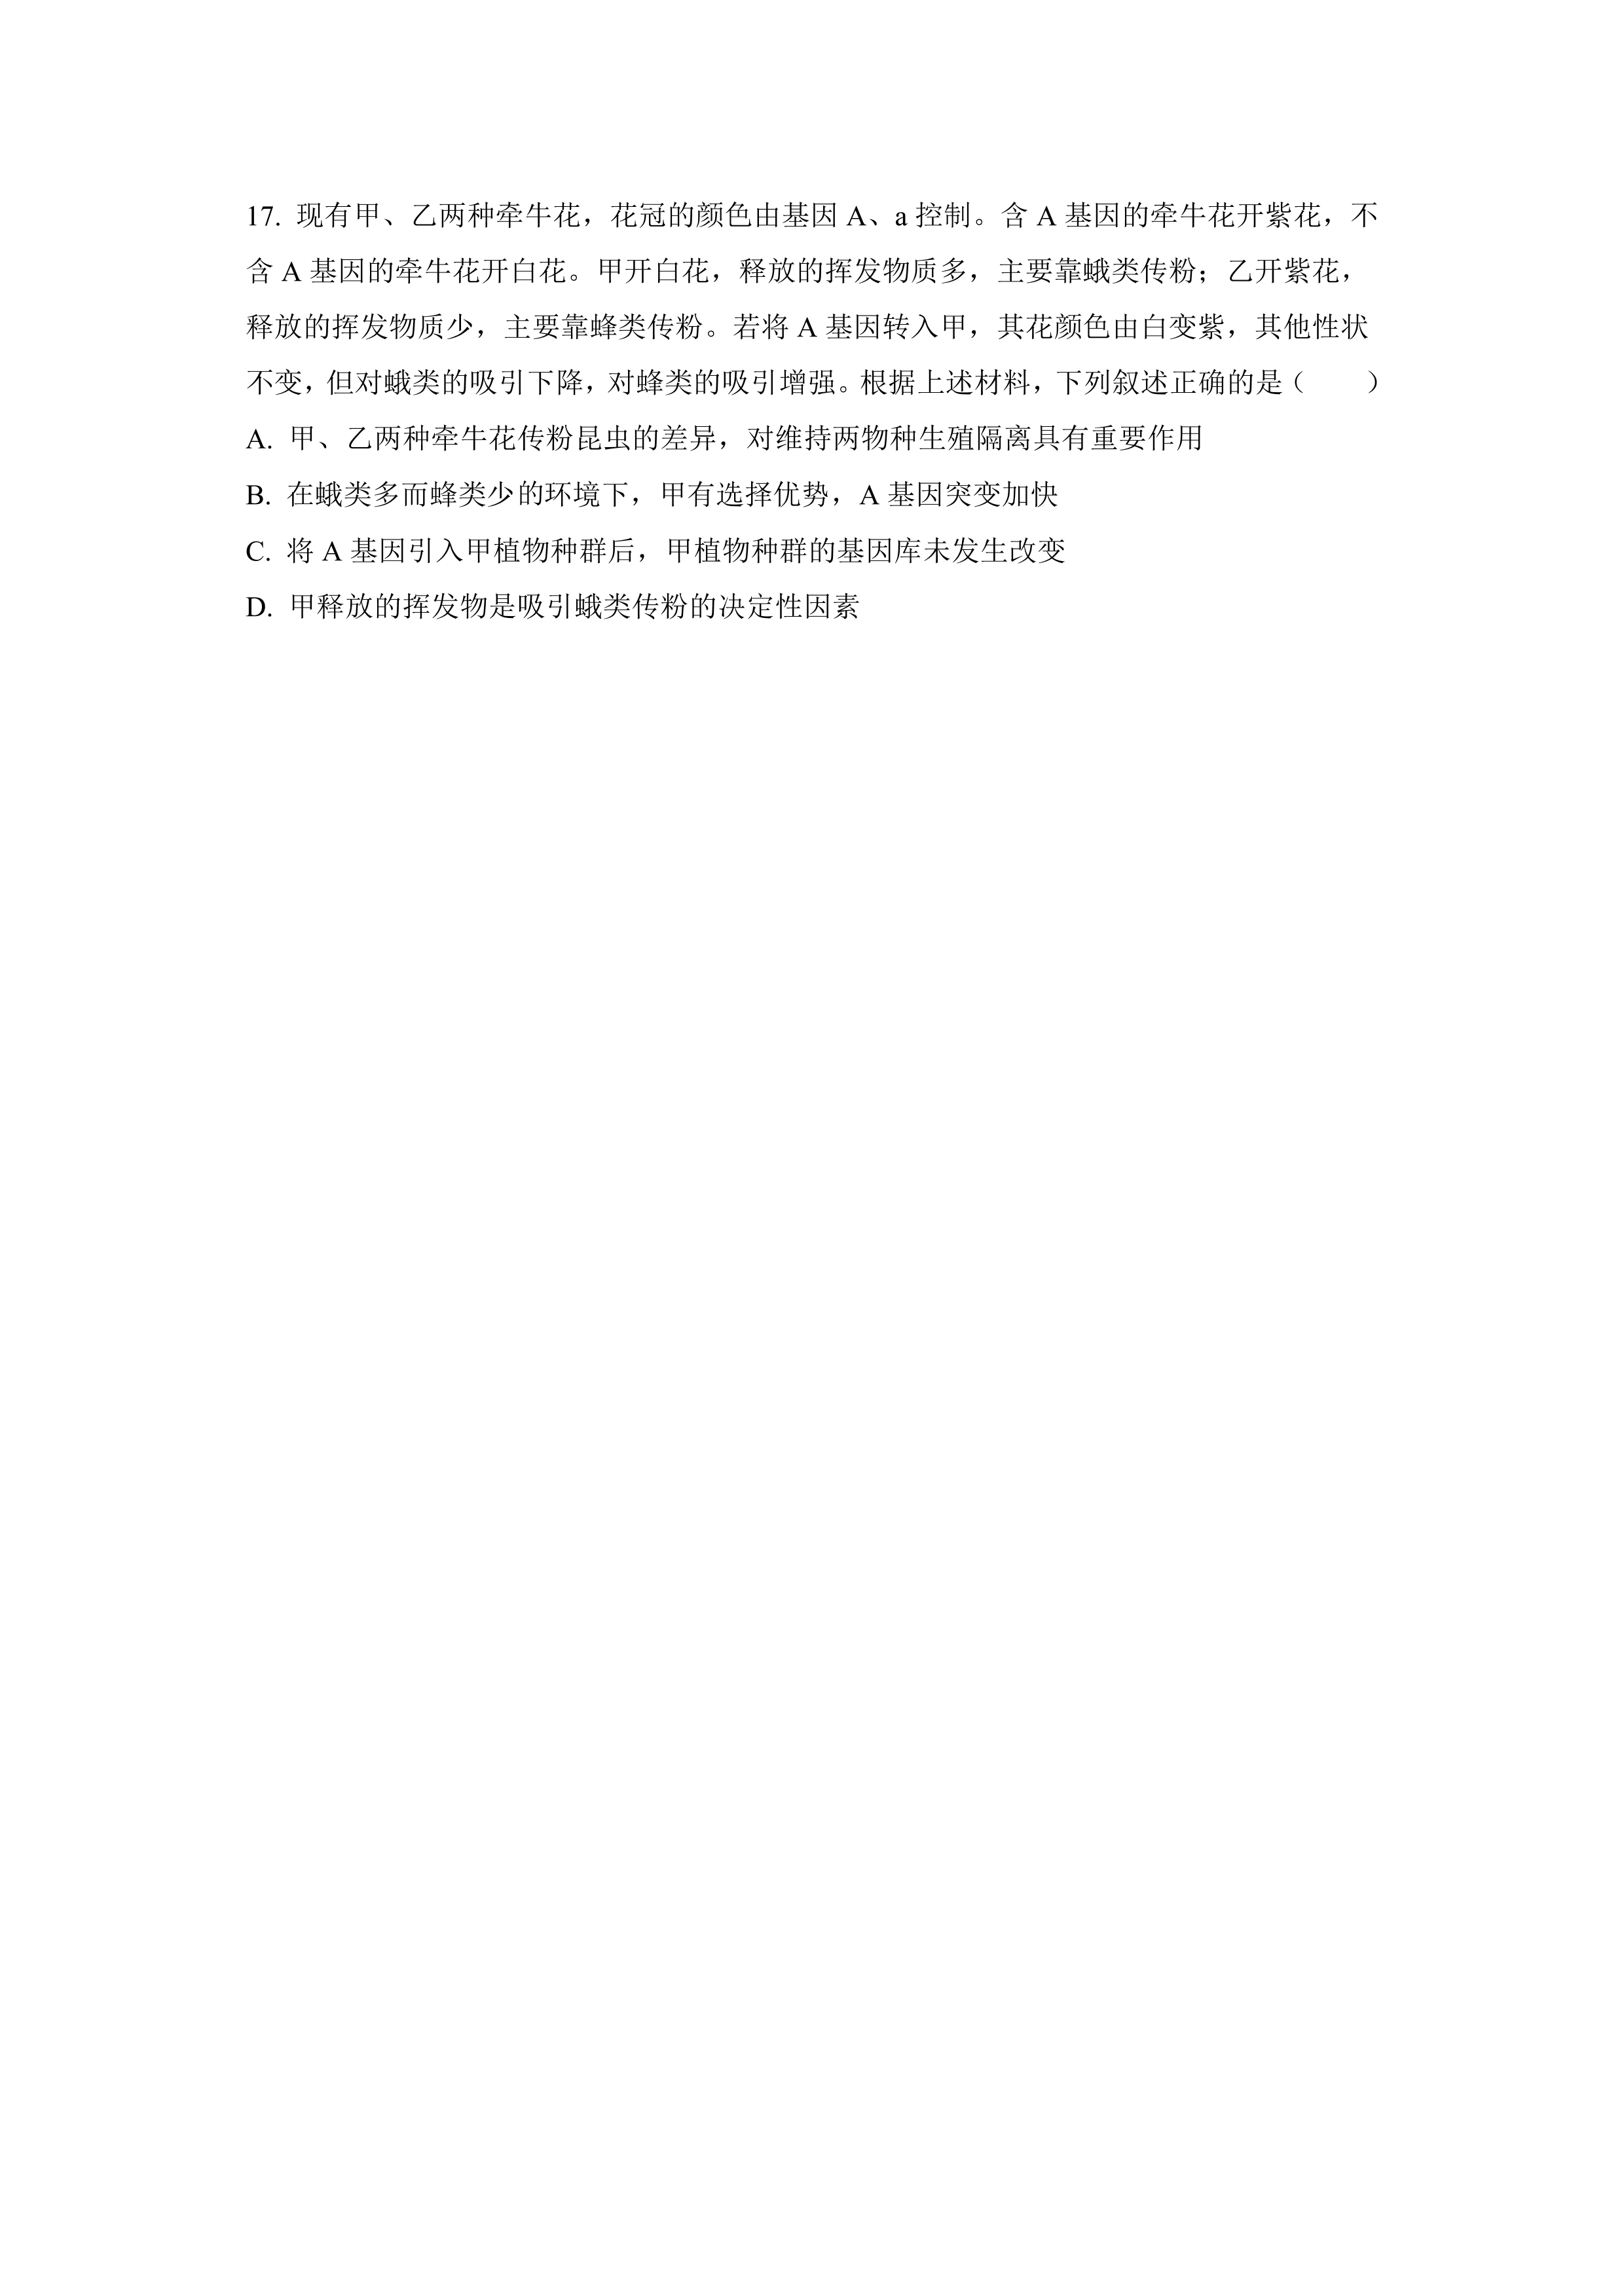 17. 现有甲、乙两种牵牛花，花冠的颜色由基因 A、a 控制。含 A 基因的牵牛花开紫花，不
含 A 基因的牵牛花开白花。甲开白花，释放的挥发物质多，主要靠蛾类传粉；乙开紫花，
释放的挥发物质少，主要靠蜂类传粉。若将 A 基因转入甲，其花颜色由白变紫，其他性状
不变，但对蛾类的吸引下降，对蜂类的吸引增强。根据上述材料，下列叙述正确的是（　　）
A. 甲、乙两种牵牛花传粉昆虫的差异，对维持两物种生殖隔离具有重要作用
B. 在蛾类多而蜂类少的环境下，甲有选择优势，A 基因突变加快
C. 将 A 基因引入甲植物种群后，甲植物种群的基因库未发生改变
D. 甲释放的挥发物是吸引蛾类传粉的决定性因素